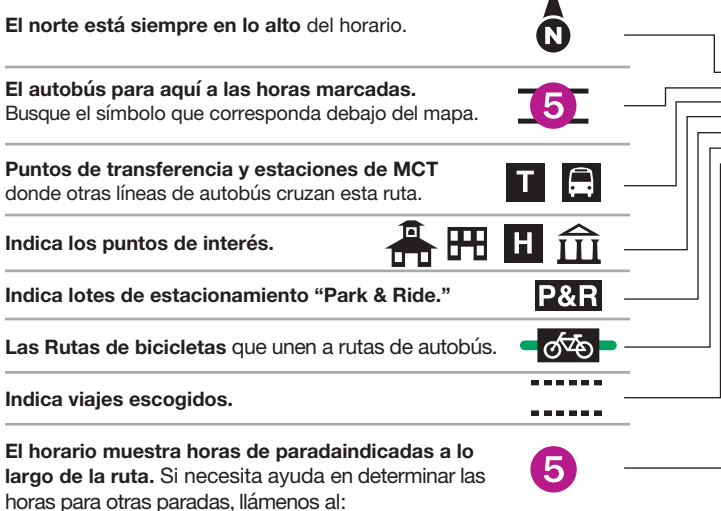 El norte está siempre en lo alto del horario.
N
El autobús para aquí a las horas marcadas.
Busque el símbolo que corresponda debajo del mapa.
5
Puntos de transferencia y estaciones de MCT
donde otras líneas de autobús cruzan esta ruta.
T
Indica los puntos de interés.
H
Indica lotes de estacionamiento “Park & Ride.”
P&R
Las Rutas de bicicletas que unen a rutas de autobús.
Indica viajes escogidos.
El horario muestra horas de paradaindicadas a lo
largo de la ruta. Si necesita ayuda en determinar las
horas para otras paradas, llámenos al:
5